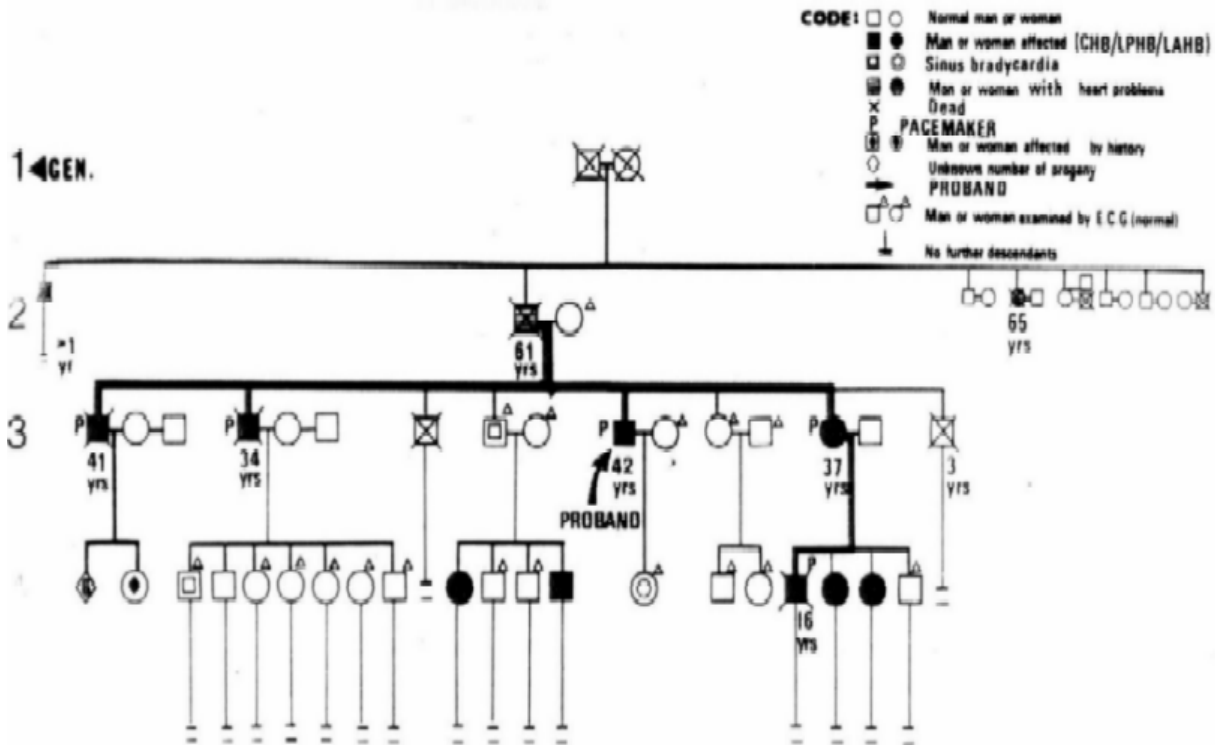 CODE: Normal man or woman
Man or woman affected (CHB/LPHB/LAHB)
Sinus bradycardia
Man or woman with heart problems
Dead
P PACEMAKER
Man or woman affected by history
Unknown number of progany
PROBAND
Man or woman examined by E.C.G (normal)
No further descendants
1 GEN.
2
1 yr
61 yrs
65 yrs
3
P P P P
41 yrs
34 yrs
42 yrs
37 yrs
3 yrs
PROBAND
P
16 yrs